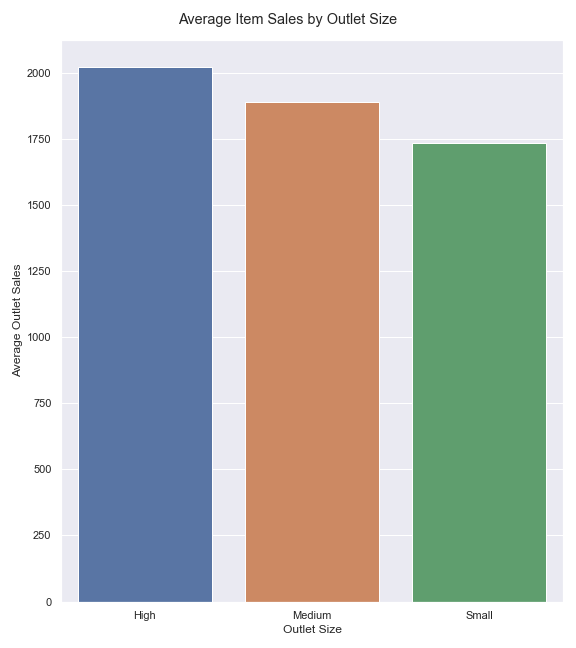 Average Item Sales by Outlet Size
2000
1750
1500
1250
1000
750
500
250
0
Average Outlet Sales
High Medium Small
Outlet Size